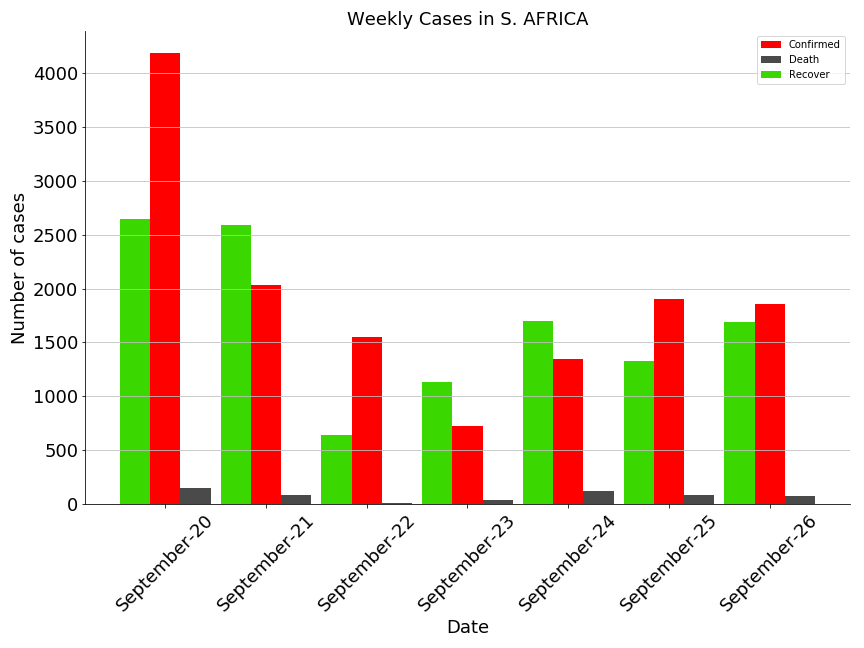 Weekly Cases in S. AFRICA
Confirmed
Death
Recover
Number of cases
4000
3500
3000
2500
2000
1500
1000
500
0
September-20
September-21
September-22
September-23
September-24
September-25
September-26
Date